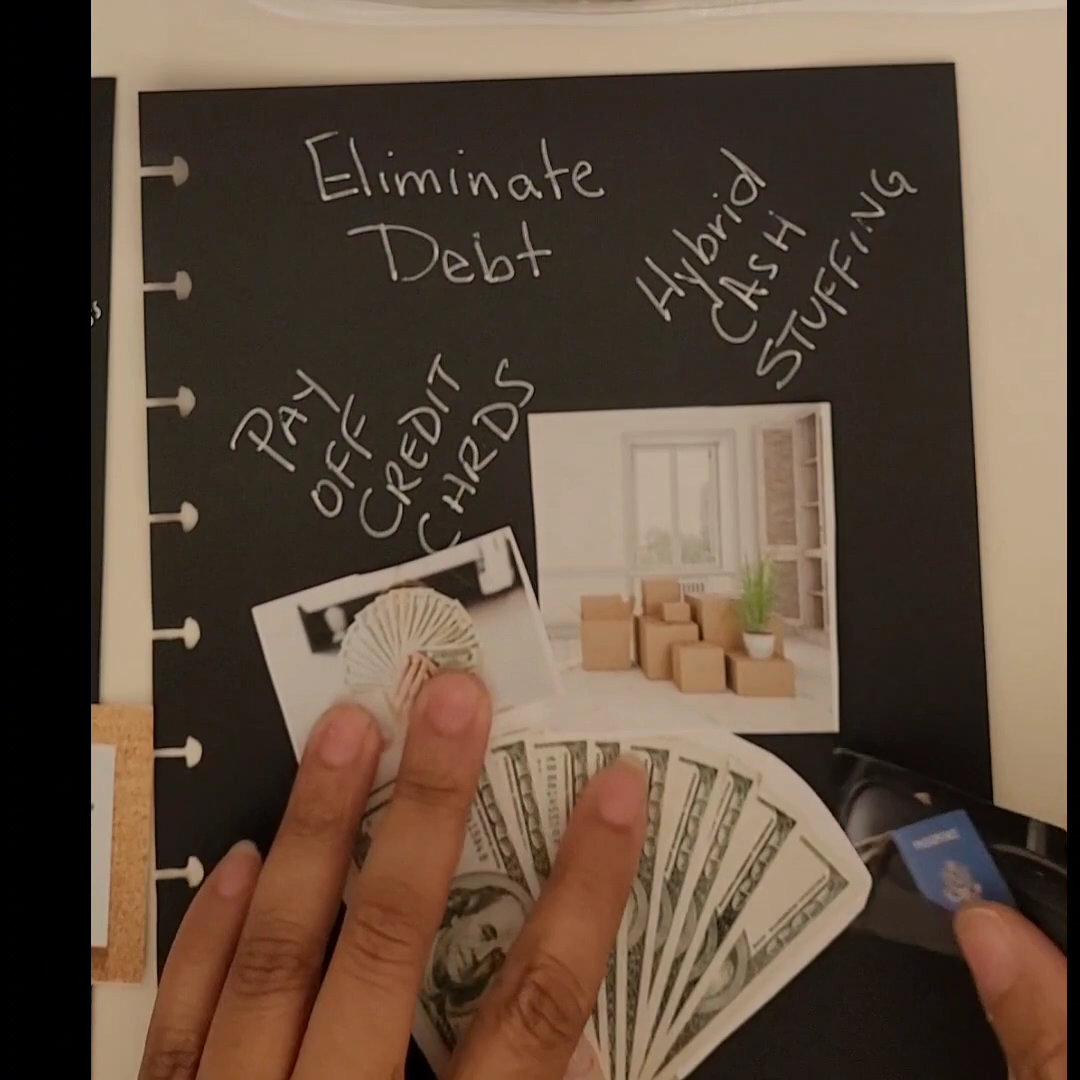 Eliminate
Debt
Hybrid
CASH
STUFFING
PAY
OFF
CREDIT
CARDS